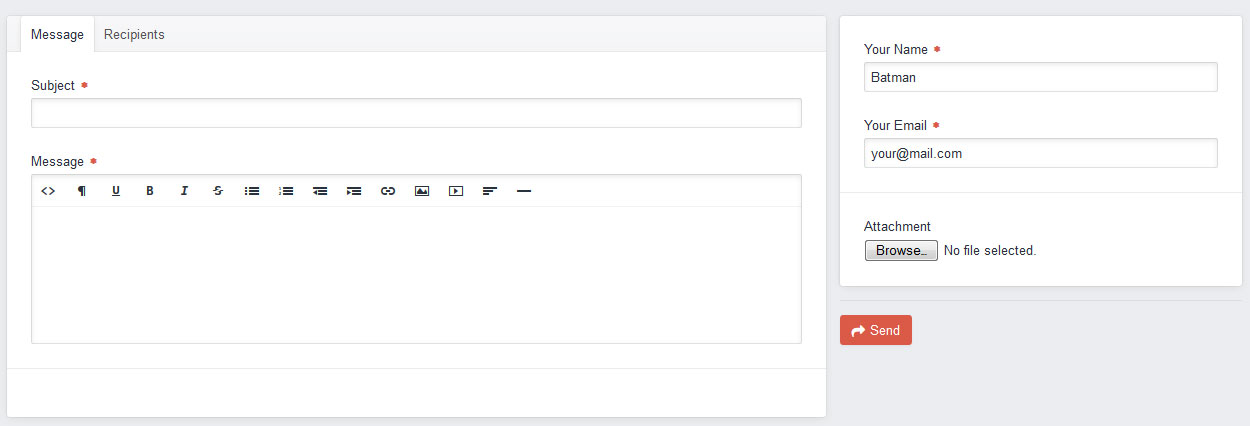 Message Recipients
Subject *
Message *
<> ¶ U B I S
Your Name *
Batman
Your Email *
your@mail.com
Attachment
Browse.. No file selected.
Send